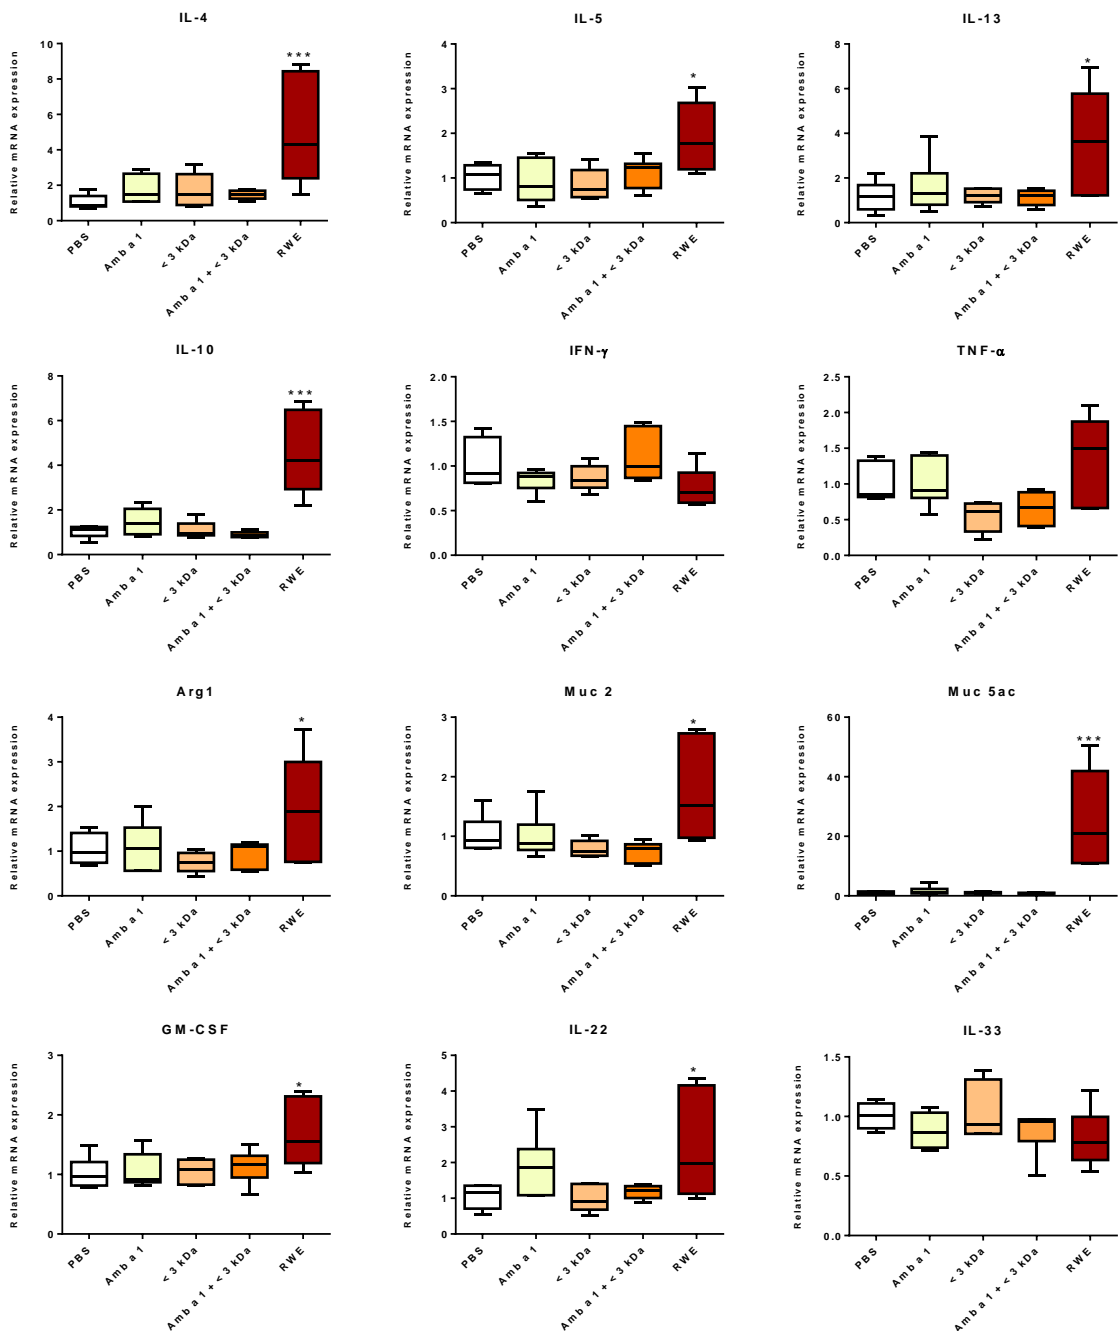 IL-4
Relative mRNA expression
10
8
6
4
2
0
***
PBS
Amb a 1
< 3 kDa
Amb a 1 + < 3 kDa
RWE
IL-5
Relative mRNA expression
4
3
2
1
0
*
PBS
Amb a 1
< 3 kDa
Amb a 1 + < 3 kDa
RWE
IL-13
Relative mRNA expression
8
6
4
2
0
*
PBS
Amb a 1
< 3 kDa
Amb a 1 + < 3 kDa
RWE
IL-10
Relative mRNA expression
8
6
4
2
0
***
PBS
Amb a 1
< 3 kDa
Amb a 1 + < 3 kDa
RWE
IFN-γ
Relative mRNA expression
2.0
1.5
1.0
0.5
0.0
PBS
Amb a 1
< 3 kDa
Amb a 1 + < 3 kDa
RWE
TNF-α
Relative mRNA expression
2.5
2.0
1.5
1.0
0.5
0.0
PBS
Amb a 1
< 3 kDa
Amb a 1 + < 3 kDa
RWE
Arg1
Relative mRNA expression
4
3
2
1
0
*
PBS
Amb a 1
< 3 kDa
Amb a 1 + < 3 kDa
RWE
Muc 2
Relative mRNA expression
3
2
1
0
*
PBS
Amb a 1
< 3 kDa
Amb a 1 + < 3 kDa
RWE
Muc 5ac
Relative mRNA expression
60
40
20
0
***
PBS
Amb a 1
< 3 kDa
Amb a 1 + < 3 kDa
RWE
GM-CSF
Relative mRNA expression
3
2
1
0
*
PBS
Amb a 1
< 3 kDa
Amb a 1 + < 3 kDa
RWE
IL-22
Relative mRNA expression
5
4
3
2
1
0
*
PBS
Amb a 1
< 3 kDa
Amb a 1 + < 3 kDa
RWE
IL-33
Relative mRNA expression
1.5
1.0
0.5
0.0
PBS
Amb a 1
< 3 kDa
Amb a 1 + < 3 kDa
RWE